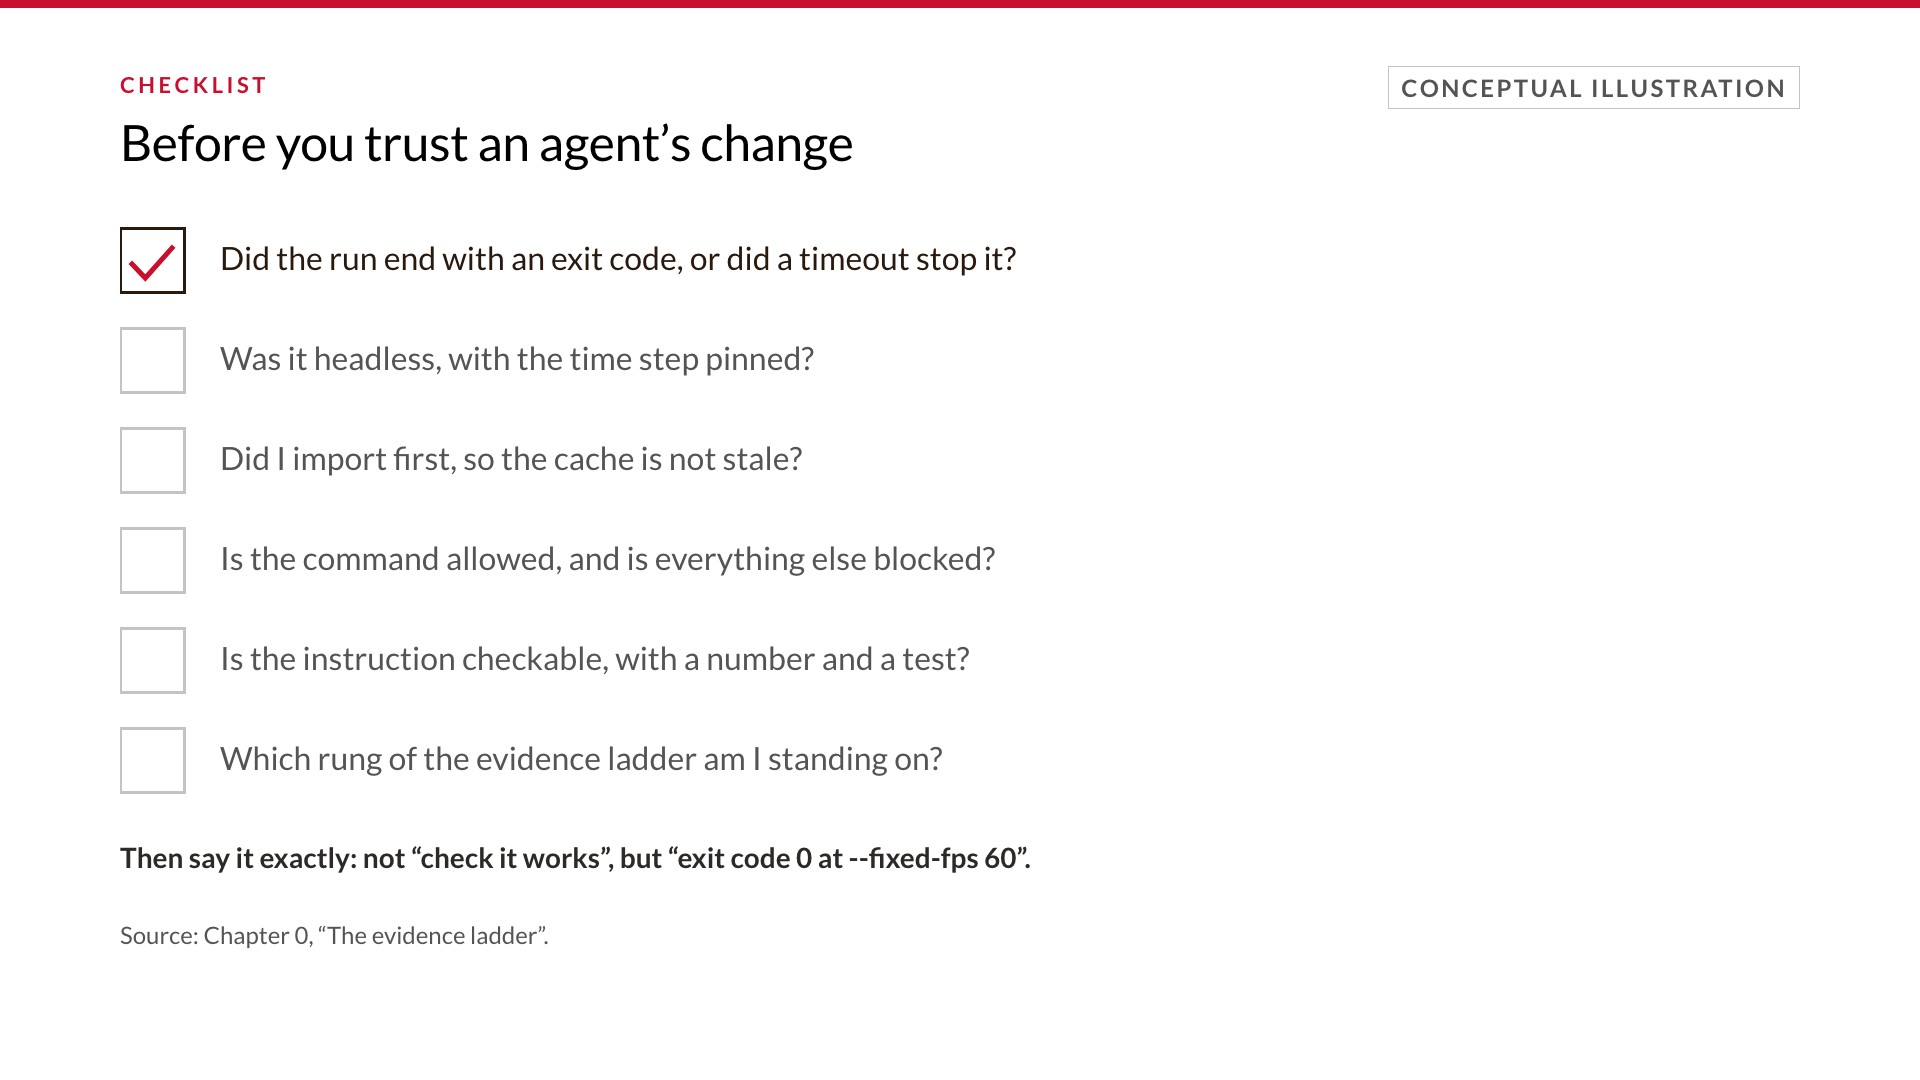 CHECKLIST
CONCEPTUAL ILLUSTRATION
Before you trust an agent’s change
Did the run end with an exit code, or did a timeout stop it?
Was it headless, with the time step pinned?
Did I import first, so the cache is not stale?
Is the command allowed, and is everything else blocked?
Is the instruction checkable, with a number and a test?
Which rung of the evidence ladder am I standing on?
Then say it exactly: not “check it works”, but “exit code 0 at --fixed-fps 60”.
Source: Chapter 0, “The evidence ladder”.